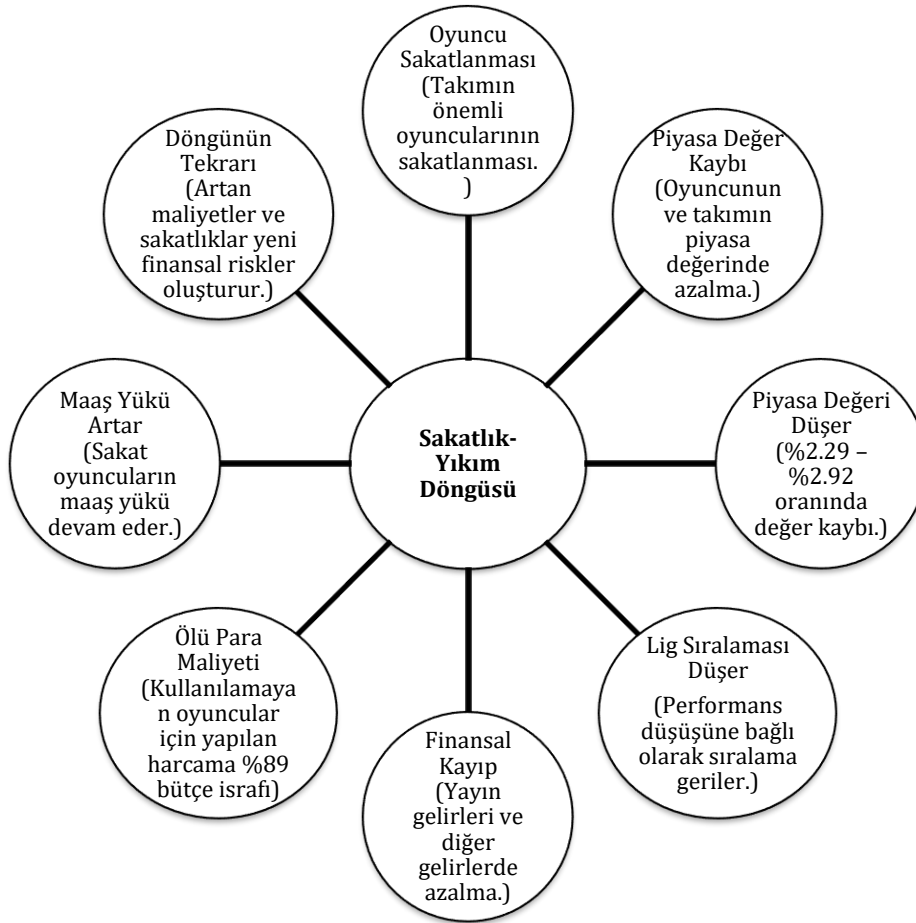 Oyuncu
Sakatlanması
(Takımın
önemli
oyuncularının
sakatlanması.
)
Piyasa Değer
Kaybı
(Oyuncunun
ve takımın
piyasa
değerinde
azalma.)
Piyasa Değeri
Düşer
(%2.29 –
%2.92
oranında
değer kaybı.)
Lig Sıralaması
Düşer
(Performans
düşüşüne bağlı
olarak sıralama
geriler.)
Finansal
Kayıp
(Yayın
gelirleri ve
diğer
gelirlerde
azalma.)
Ölü Para
Maliyeti
(Kullanılamaya
n oyuncular
için yapılan
harcama %89
bütçe israfı)
Maaş Yükü
Artar
(Sakat
oyuncuların
maaş yükü
devam eder.)
Döngünün
Tekrarı
(Artan
maliyetler ve
sakatlıklar yeni
finansal riskler
oluşturur.)
Sakatlık-
Yıkım
Döngüsü